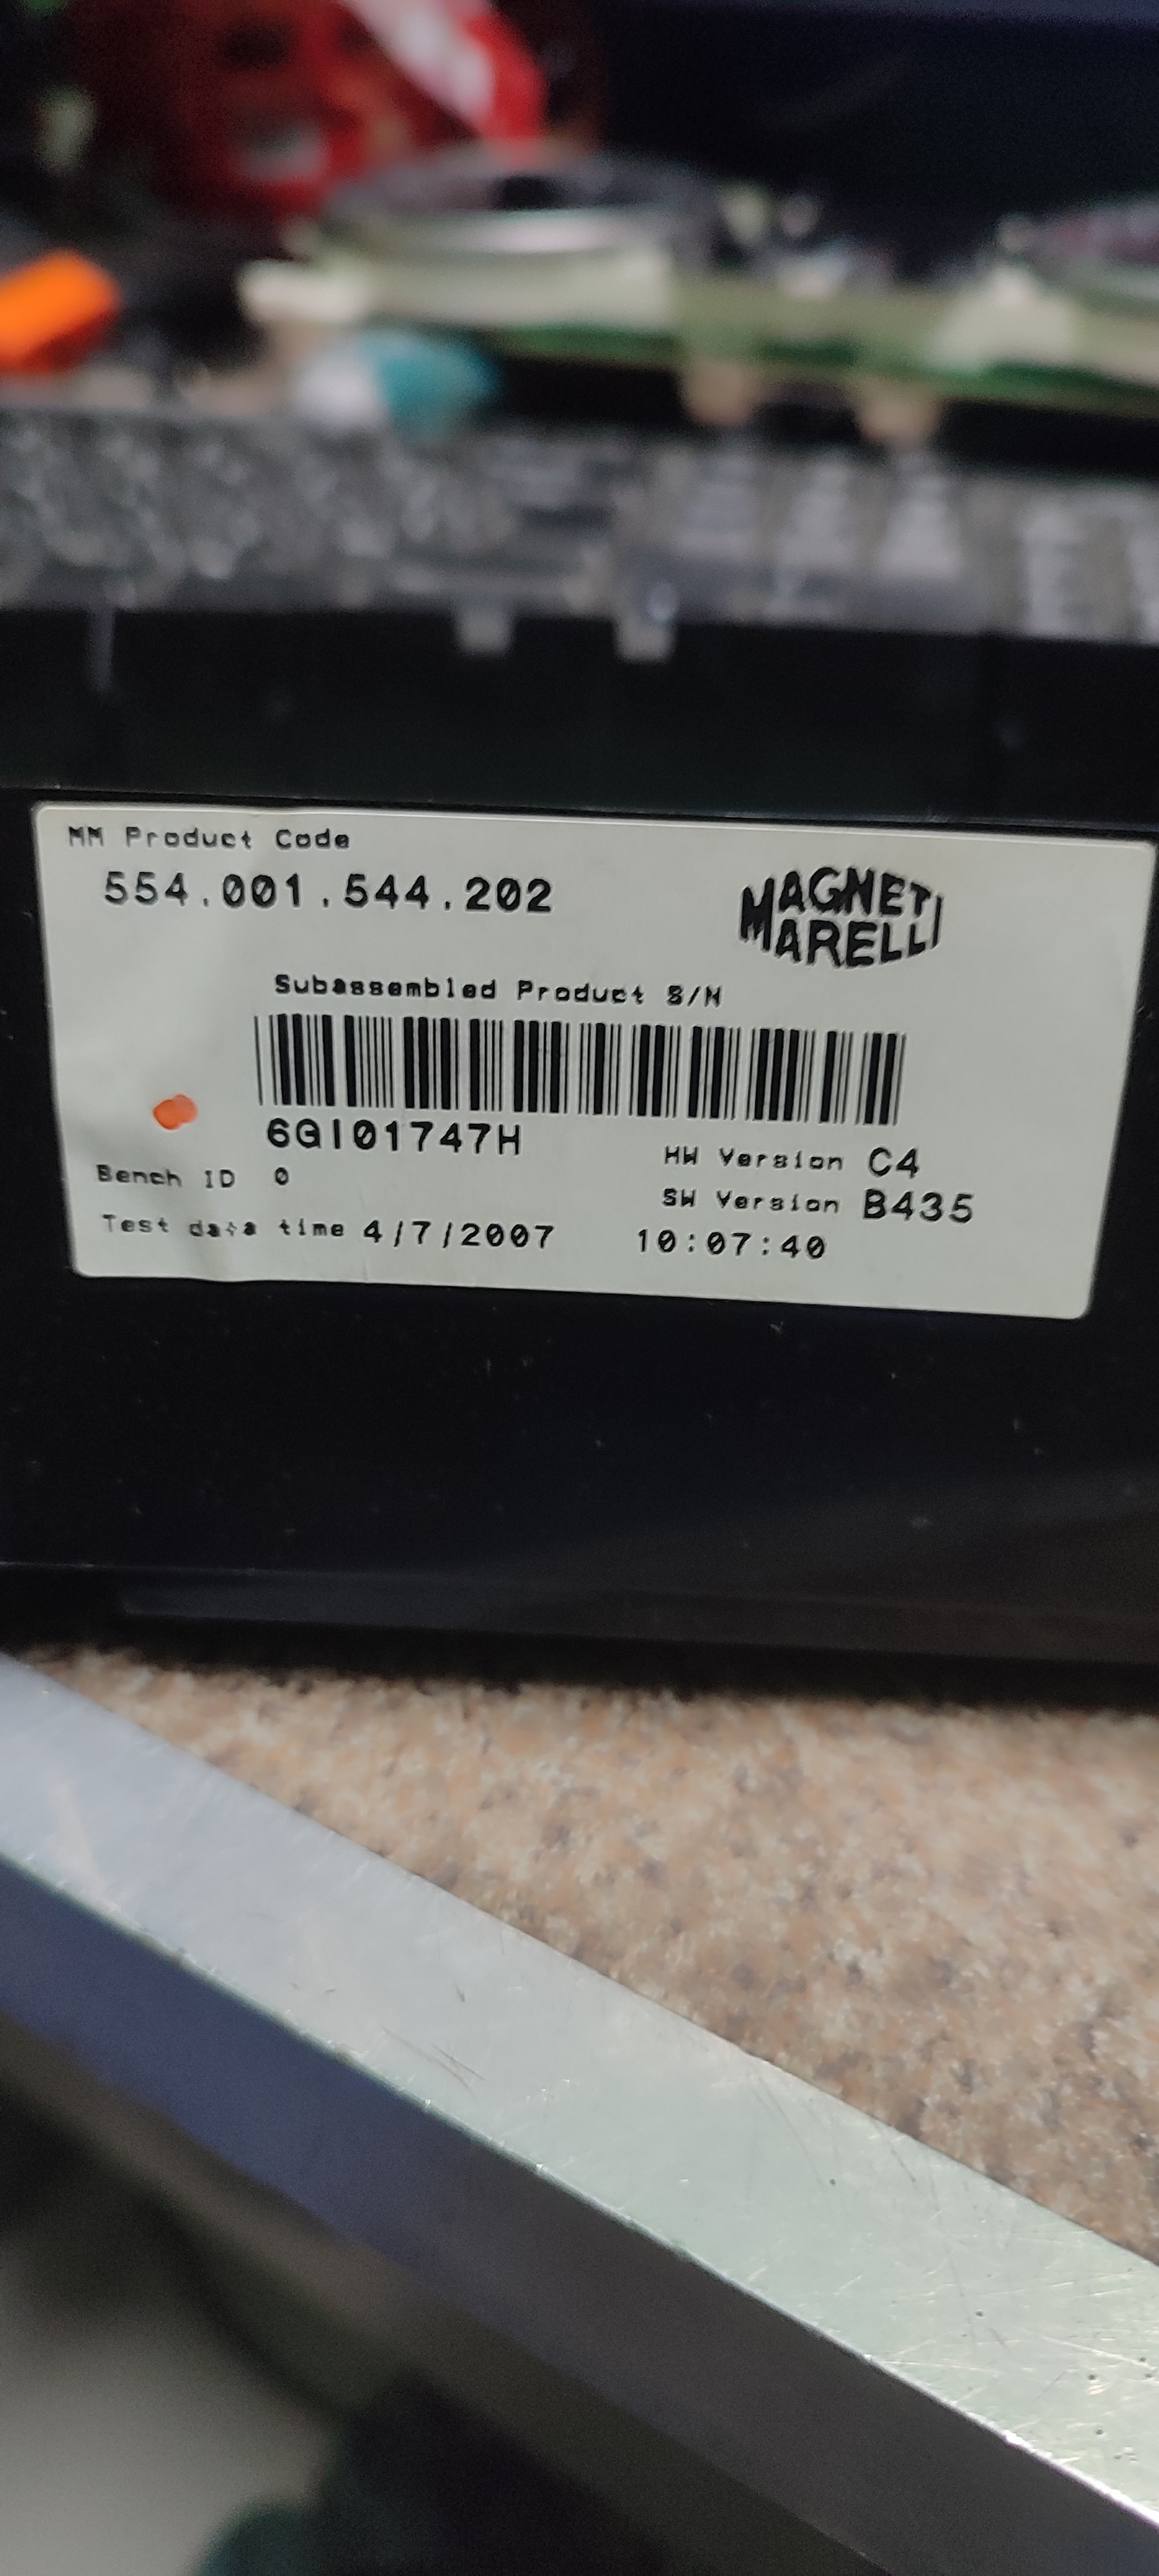 MM Product Code
554.001.544.202
MAGNETI
MARELLI
Subassembled Product S/N
6GI01747H
HW Version C4
Bench ID 0
SW Version B435
Test data time 4/7/2007 10:07:40